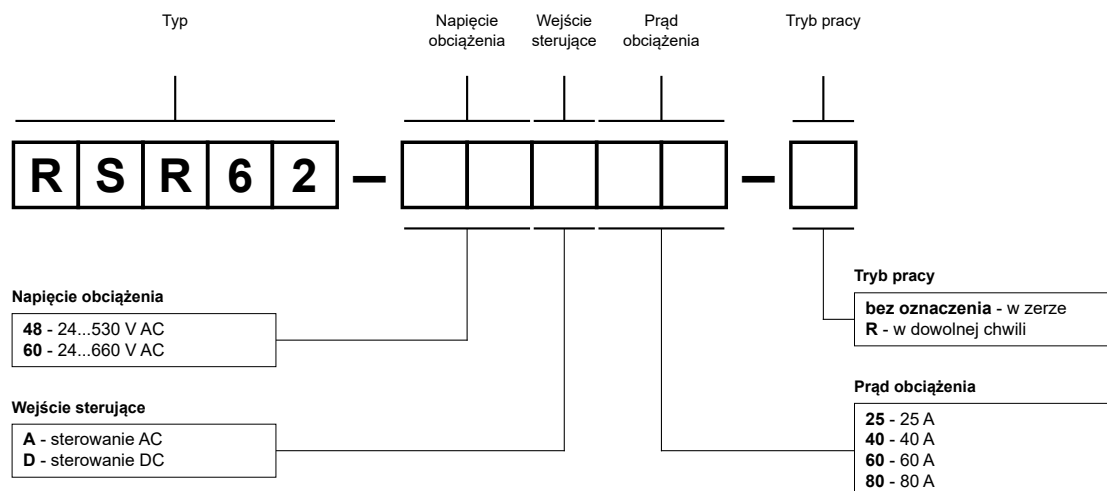 Typ
Napięcie
obciążenia
Wejście
sterujące
Prąd
obciążenia
Tryb pracy
R S R 6 2 – –
Napięcie obciążenia
48 - 24...530 V AC
60 - 24...660 V AC
Wejście sterujące
A - sterowanie AC
D - sterowanie DC
Tryb pracy
bez oznaczenia - w zerze
R - w dowolnej chwili
Prąd obciążenia
25 - 25 A
40 - 40 A
60 - 60 A
80 - 80 A